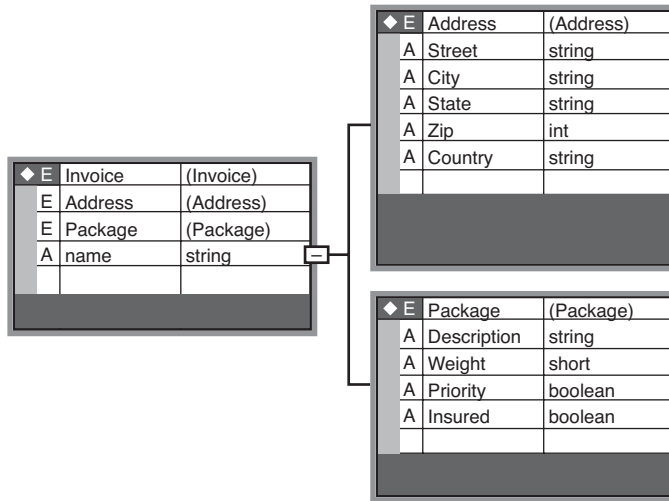 E Invoice (Invoice)
E Address (Address)
E Package (Package)
A name string
E Address (Address)
A Street string
A City string
A State string
A Zip int
A Country string
E Package (Package)
A Description string
A Weight short
A Priority boolean
A Insured boolean